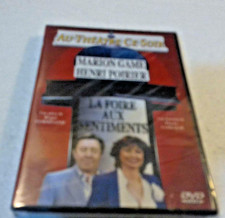 AU THÉÂTRE CE SOIR
MARION GAME
HENRI POIRIER
LA FOIRE
AUX
SENTIMENTS
DVD